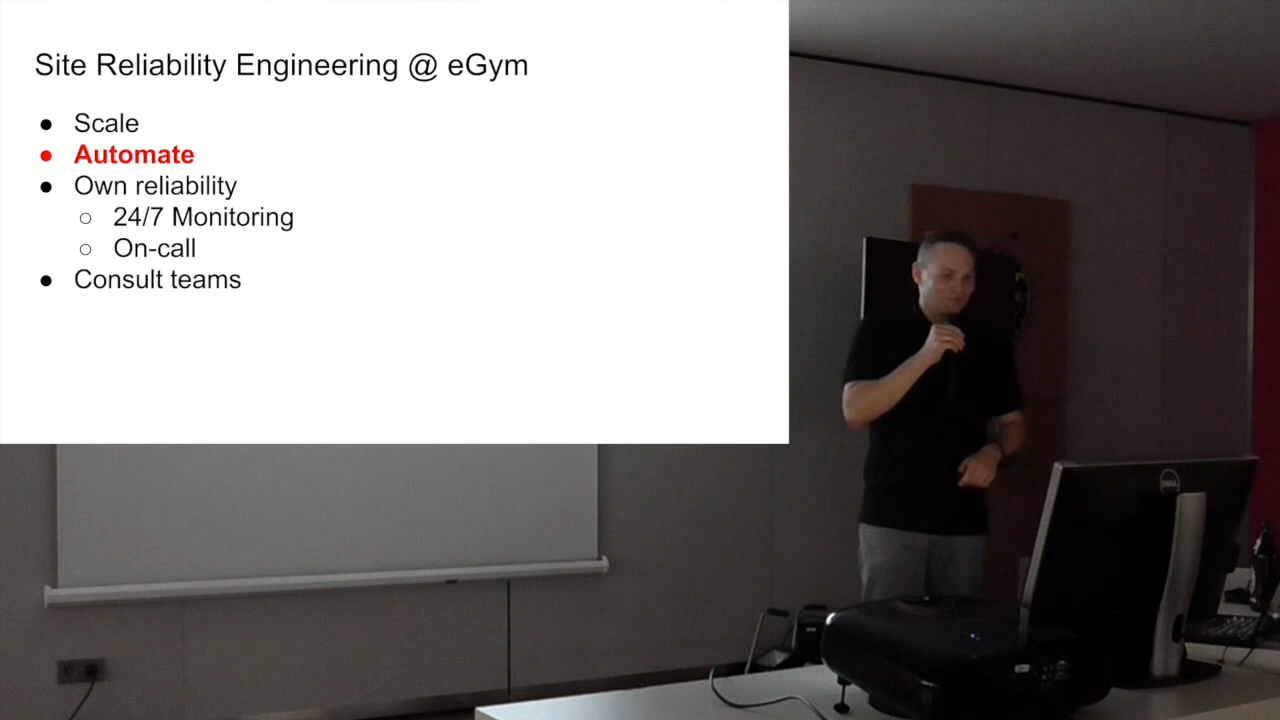 Site Reliability Engineering @ eGym
● Scale
● Automate
● Own reliability
○ 24/7 Monitoring
○ On-call
● Consult teams
DELL